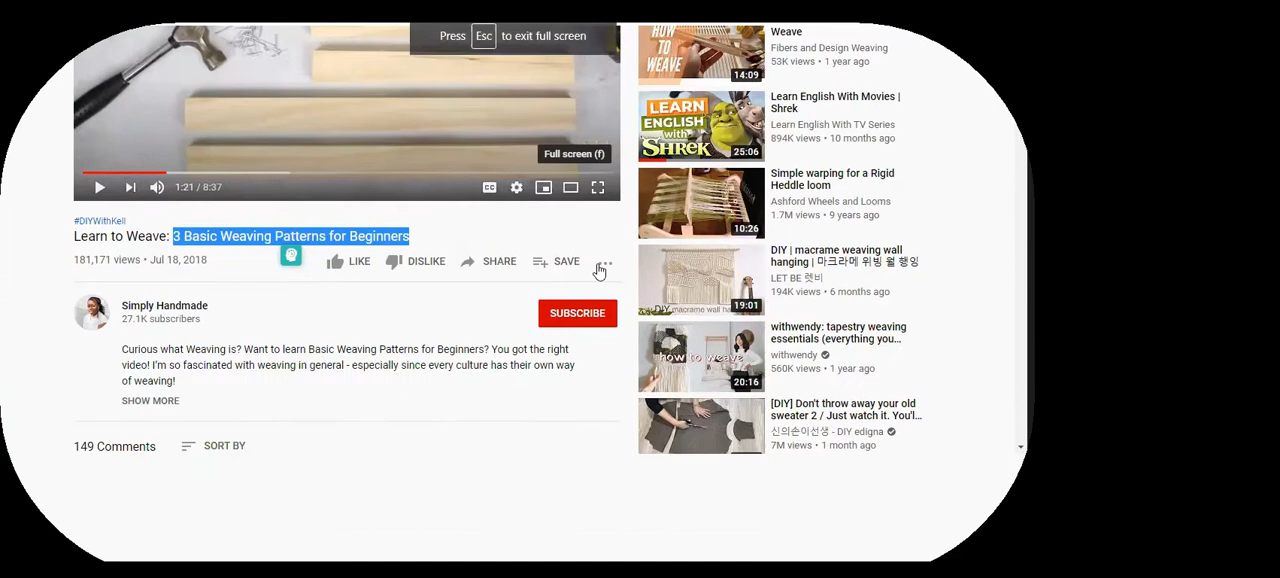 Press Esc to exit full screen
Full screen (f)
1:21 / 8:37
CC
#DIYWithKell
Learn to Weave: 3 Basic Weaving Patterns for Beginners
181,171 views • Jul 18, 2018
LIKE DISLIKE SHARE SAVE
Simply Handmade
27.1K subscribers
SUBSCRIBE
Curious what Weaving is? Want to learn Basic Weaving Patterns for Beginners? You got the right
video! I'm so fascinated with weaving in general - especially since every culture has their own way
of weaving!
SHOW MORE
149 Comments SORT BY
HOW
TO
WEAVE
14:09
Weave
Fibers and Design Weaving
53K views • 1 year ago
LEARN
ENGLISH
with
SHREK
25:06
Learn English With Movies |
Shrek
Learn English With TV Series
894K views • 10 months ago
10:26
Simple warping for a Rigid
Heddle loom
Ashford Wheels and Looms
1.7M views • 9 years ago
DIY macrame wall
19:01
DIY | macrame weaving wall
hanging | 마크라메 위빙 월 행잉
LET BE 렛비
194K views • 6 months ago
how to weave
20:16
withwendy: tapestry weaving
essentials (everything you...
withwendy
560K views • 1 year ago
[DIY] Don't throw away your old
sweater 2 / Just watch it. You'l...
신의손이선생 - DIY edigna
7M views • 1 month ago